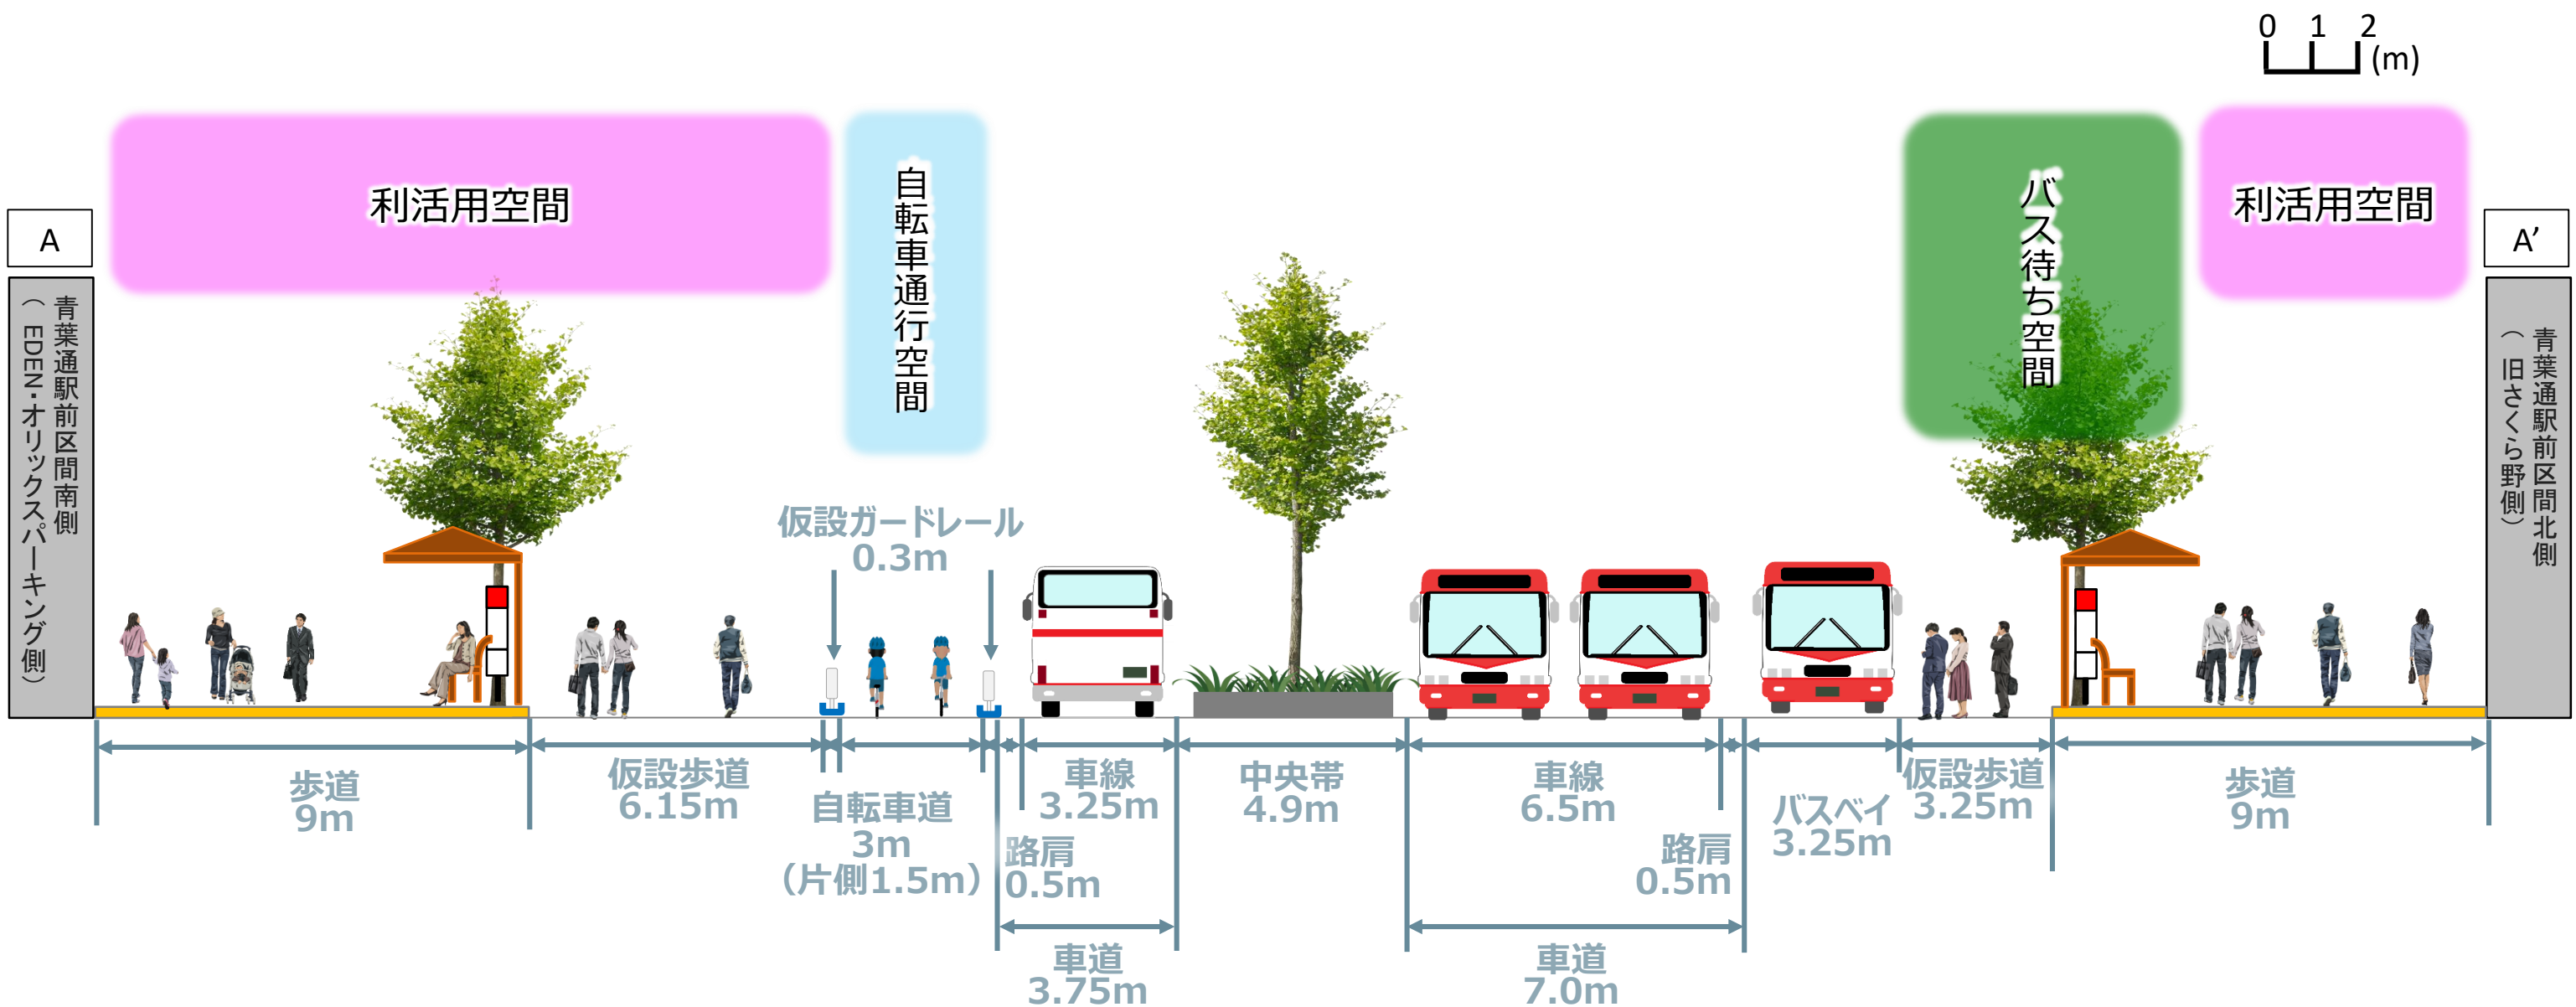 0 1 2
(m)
利活用空間
自転車通行空間
バス待ち空間
利活用空間
A
A’
青葉通駅前区間南側
（EDEN・オリックスパーキング側）
青葉通駅前区間北側
（旧さくら野側）
仮設ガードレール
0.3m
歩道
9m
仮設歩道
6.15m
自転車道
3m
（片側1.5m）
路肩
0.5m
車線
3.25m
中央帯
4.9m
車線
6.5m
路肩
0.5m
バスベイ
3.25m
仮設歩道
3.25m
歩道
9m
車道
3.75m
車道
7.0m